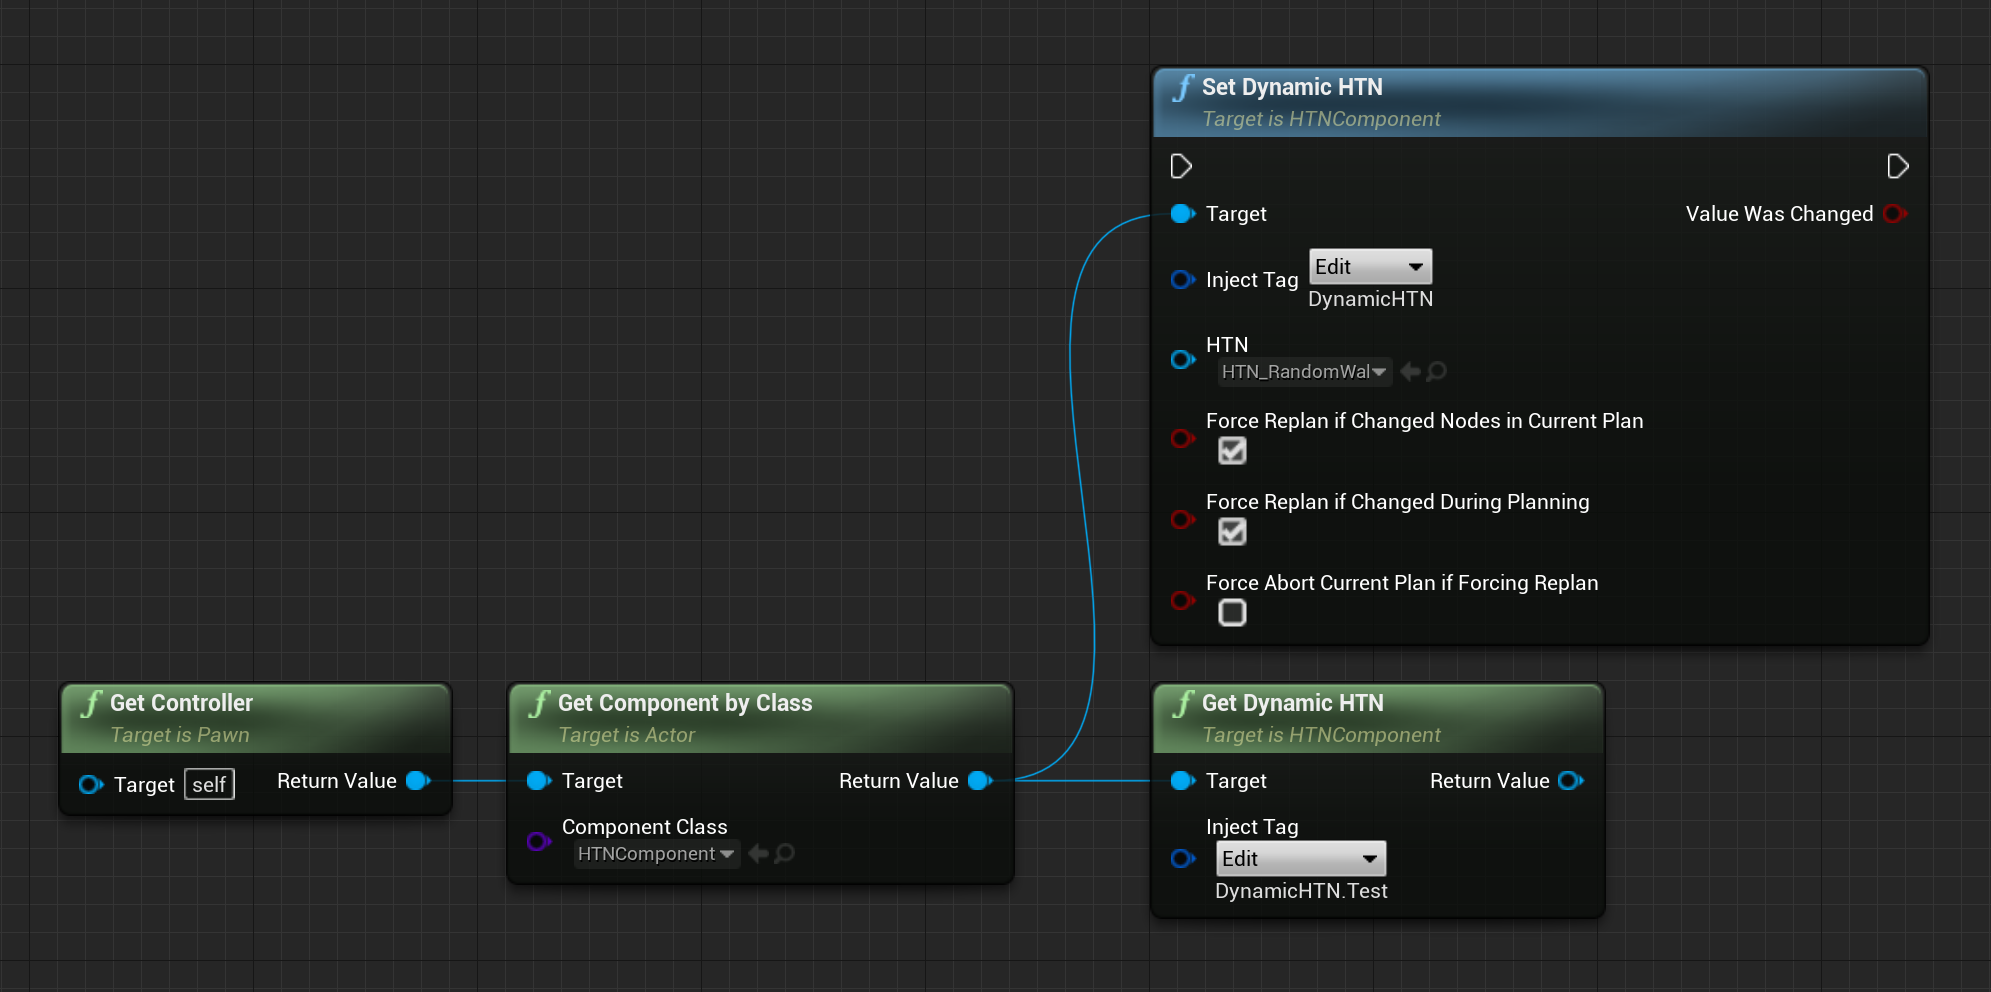 Set Dynamic HTN
Target is HTNComponent
Target
Value Was Changed
Inject Tag
Edit
DynamicHTN
HTN
HTN_RandomWal
Force Replan if Changed Nodes in Current Plan
Force Replan if Changed During Planning
Force Abort Current Plan if Forcing Replan
Get Controller
Target is Pawn
Target
self
Return Value
Get Component by Class
Target is Actor
Target
Return Value
Component Class
HTNComponent
Get Dynamic HTN
Target is HTNComponent
Target
Return Value
Inject Tag
Edit
DynamicHTN.Test